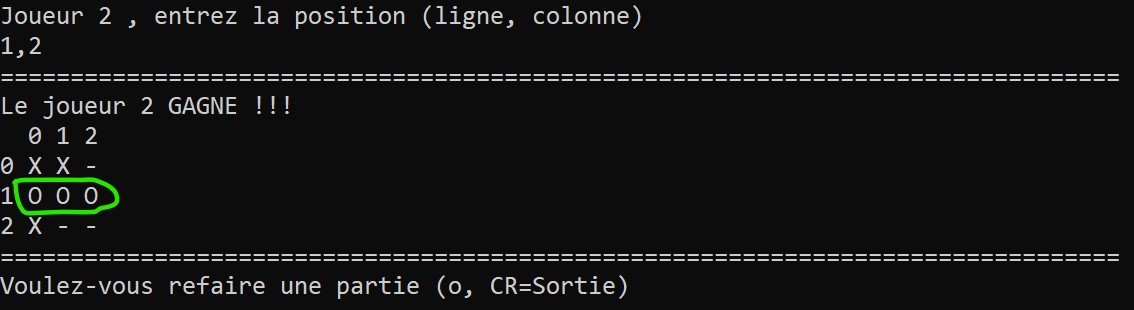 Joueur 2 , entrez la position (ligne, colonne)
1,2
================================================================================
Le joueur 2 GAGNE !!!
  0 1 2
0 X X -
1 O O O
2 X - -
================================================================================
Voulez-vous refaire une partie (o, CR=Sortie)